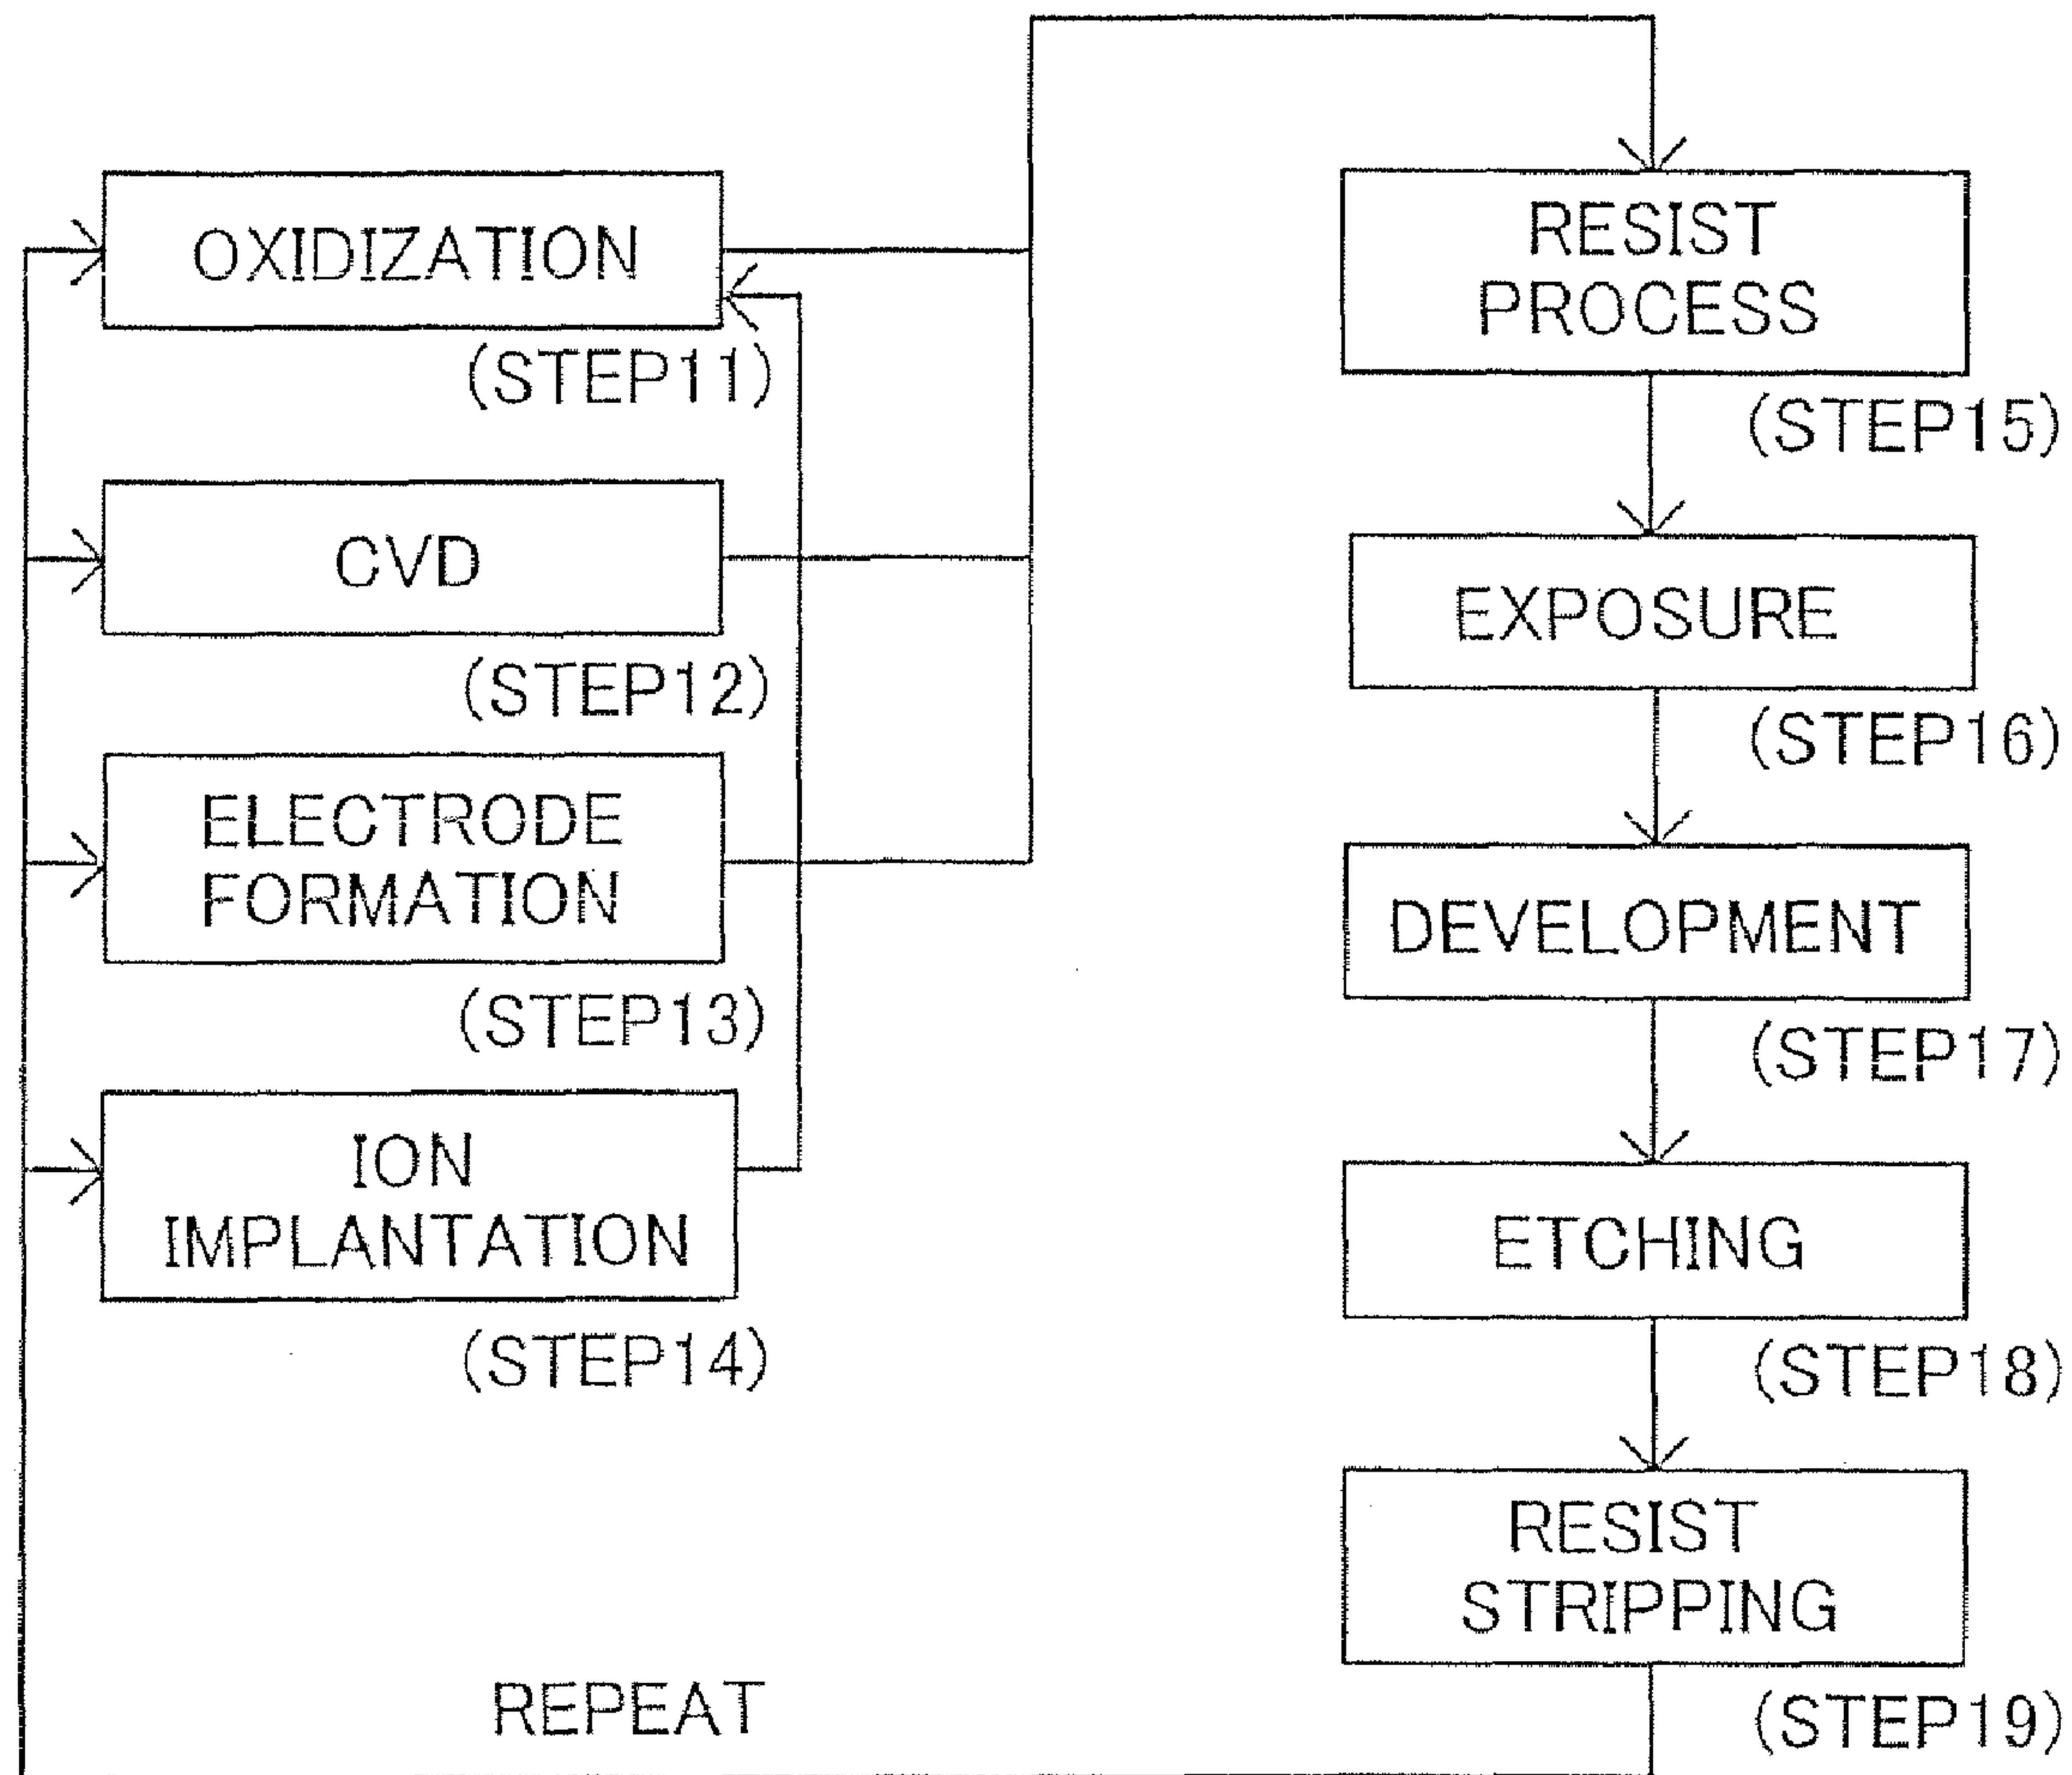 OXIDIZATION
(STEP11)
CVD
(STEP12)
ELECTRODE
FORMATION
(STEP13)
ION
IMPLANTATION
(STEP14)
REPEAT
RESIST
PROCESS
(STEP15)
EXPOSURE
(STEP16)
DEVELOPMENT
(STEP17)
ETCHING
(STEP18)
RESIST
STRIPPING
(STEP19)